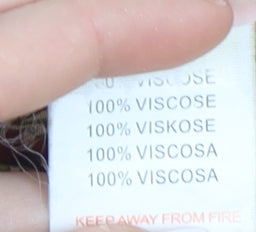 VISCOSE
100% VISCOSE
100% VISKOSE
100% VISCOSA
100% VISCOSA
KEEP AWAY FROM FIRE